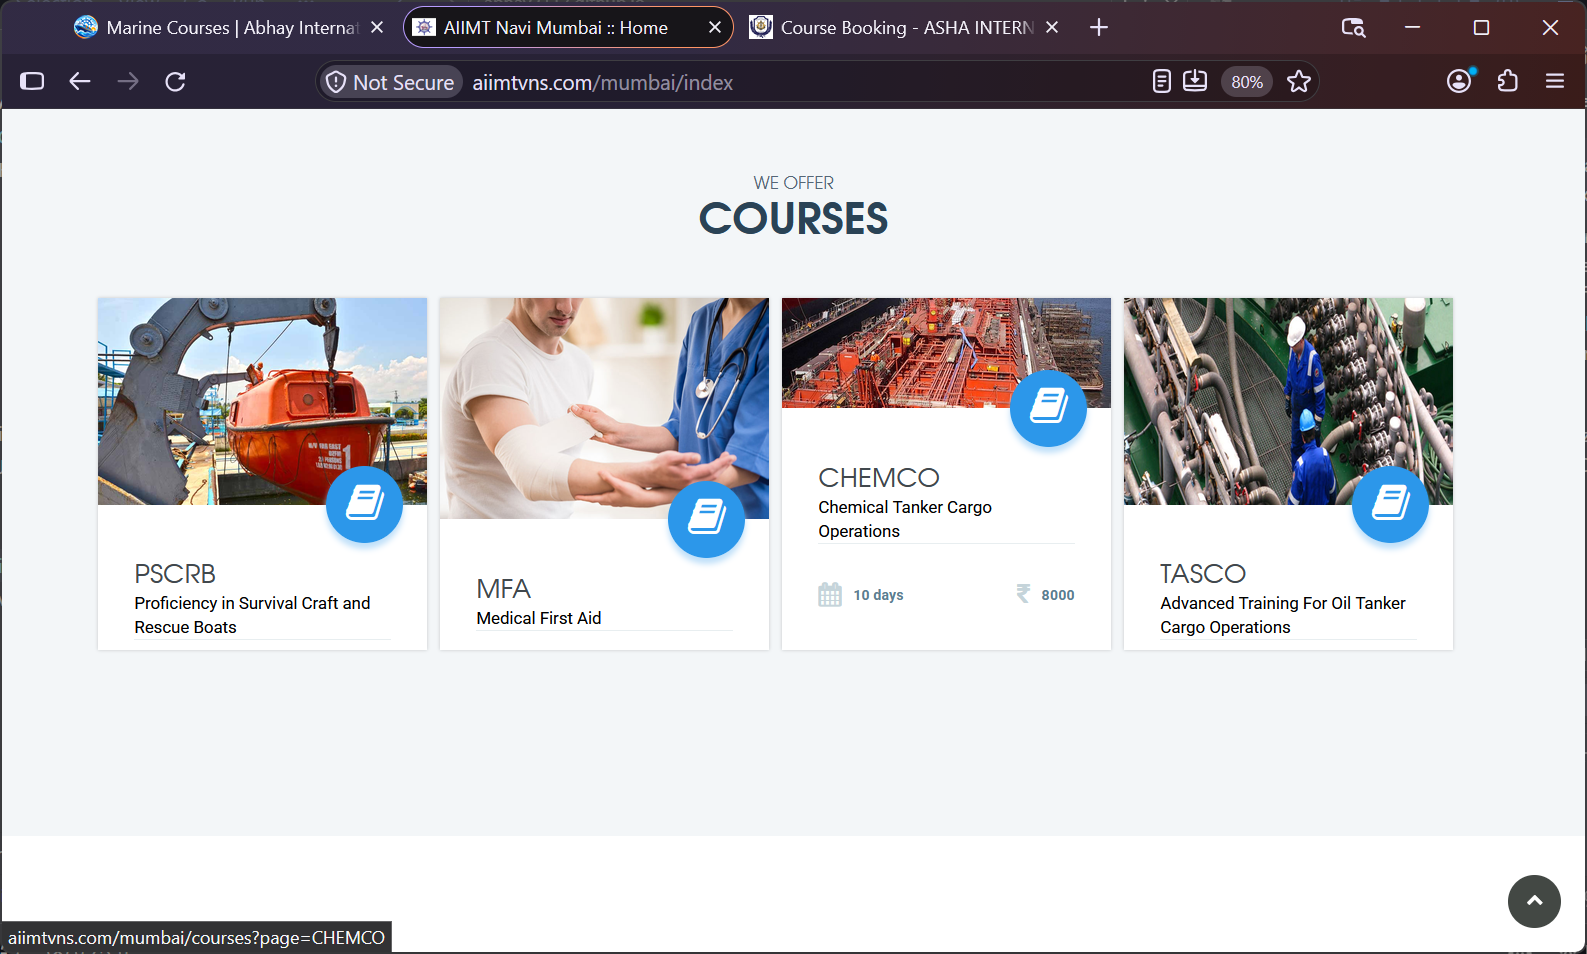 Marine Courses | Abhay Internat
AIIMT Navi Mumbai :: Home
Course Booking - ASHA INTERN
Not Secure
aiimtvns.com/mumbai/index
80%
WE OFFER
COURSES
PSCRB
Proficiency in Survival Craft and
Rescue Boats
MFA
Medical First Aid
CHEMCO
Chemical Tanker Cargo
Operations
10 days
₹ 8000
TASCO
Advanced Training For Oil Tanker
Cargo Operations
aiimtvns.com/mumbai/courses?page=CHEMCO